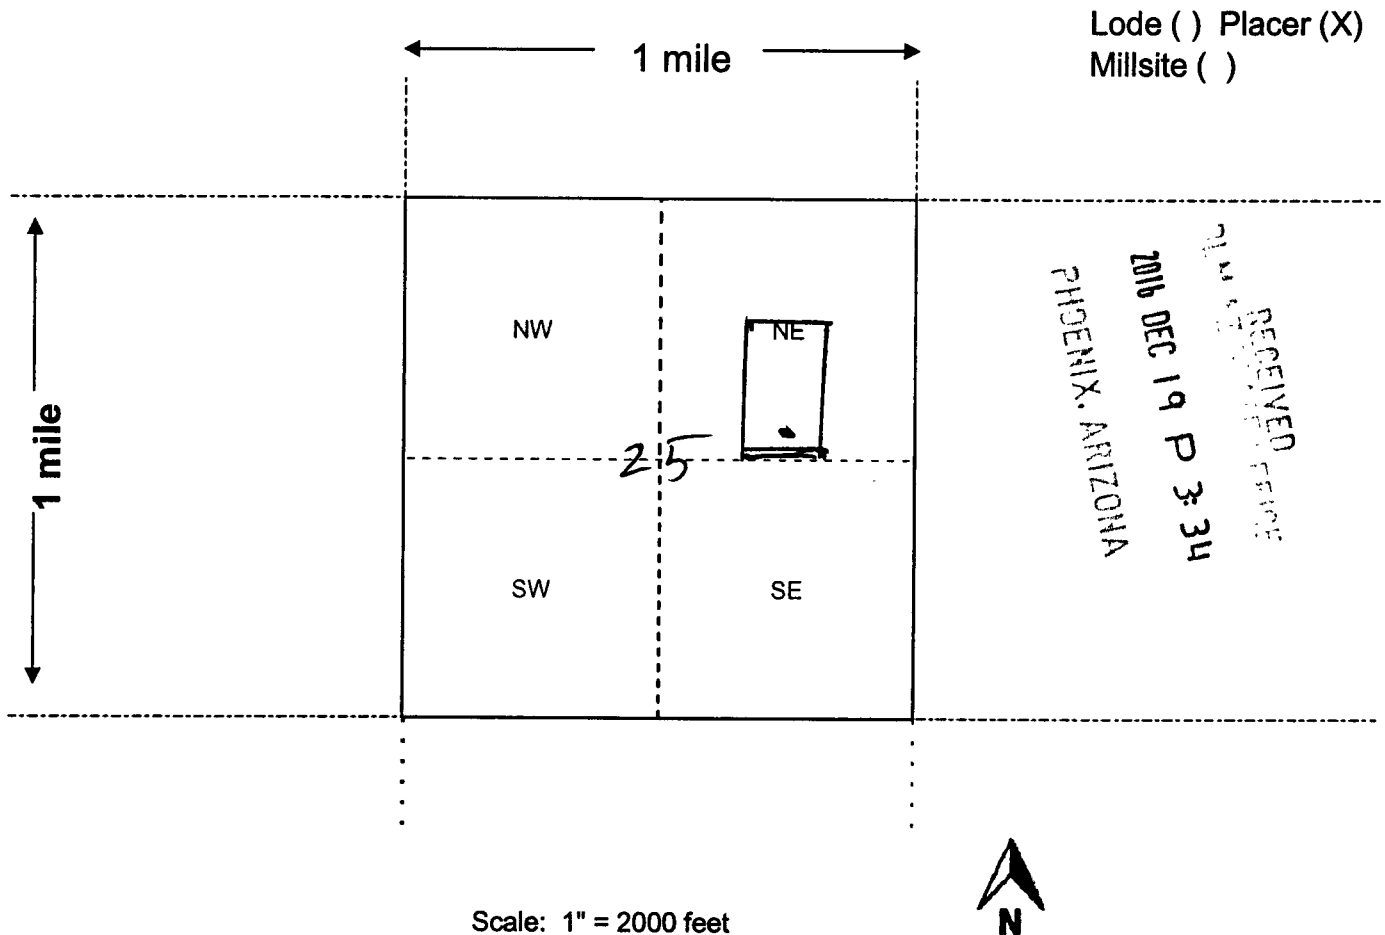 Lode ( ) Placer (X)
Millsite ( )
1 mile
1 mile
NW
NE
25
SW
SE
RECEIVED
2016 DEC 19 P 3:34
PHOENIX, ARIZONA
Scale: 1" = 2000 feet
N